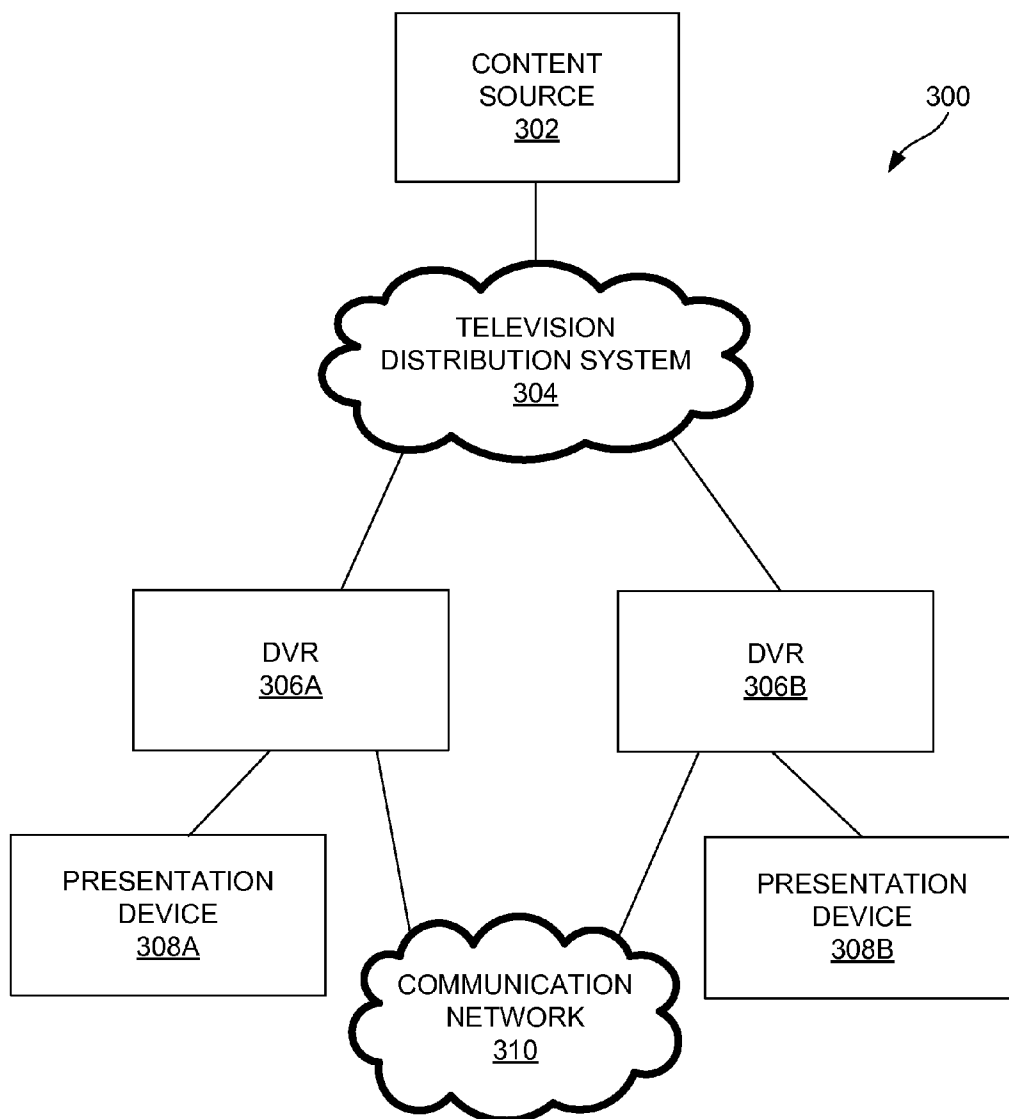 CONTENT
SOURCE
302
300
TELEVISION
DISTRIBUTION SYSTEM
304
DVR
306A
DVR
306B
PRESENTATION
DEVICE
308A
PRESENTATION
DEVICE
308B
COMMUNICATION
NETWORK
310